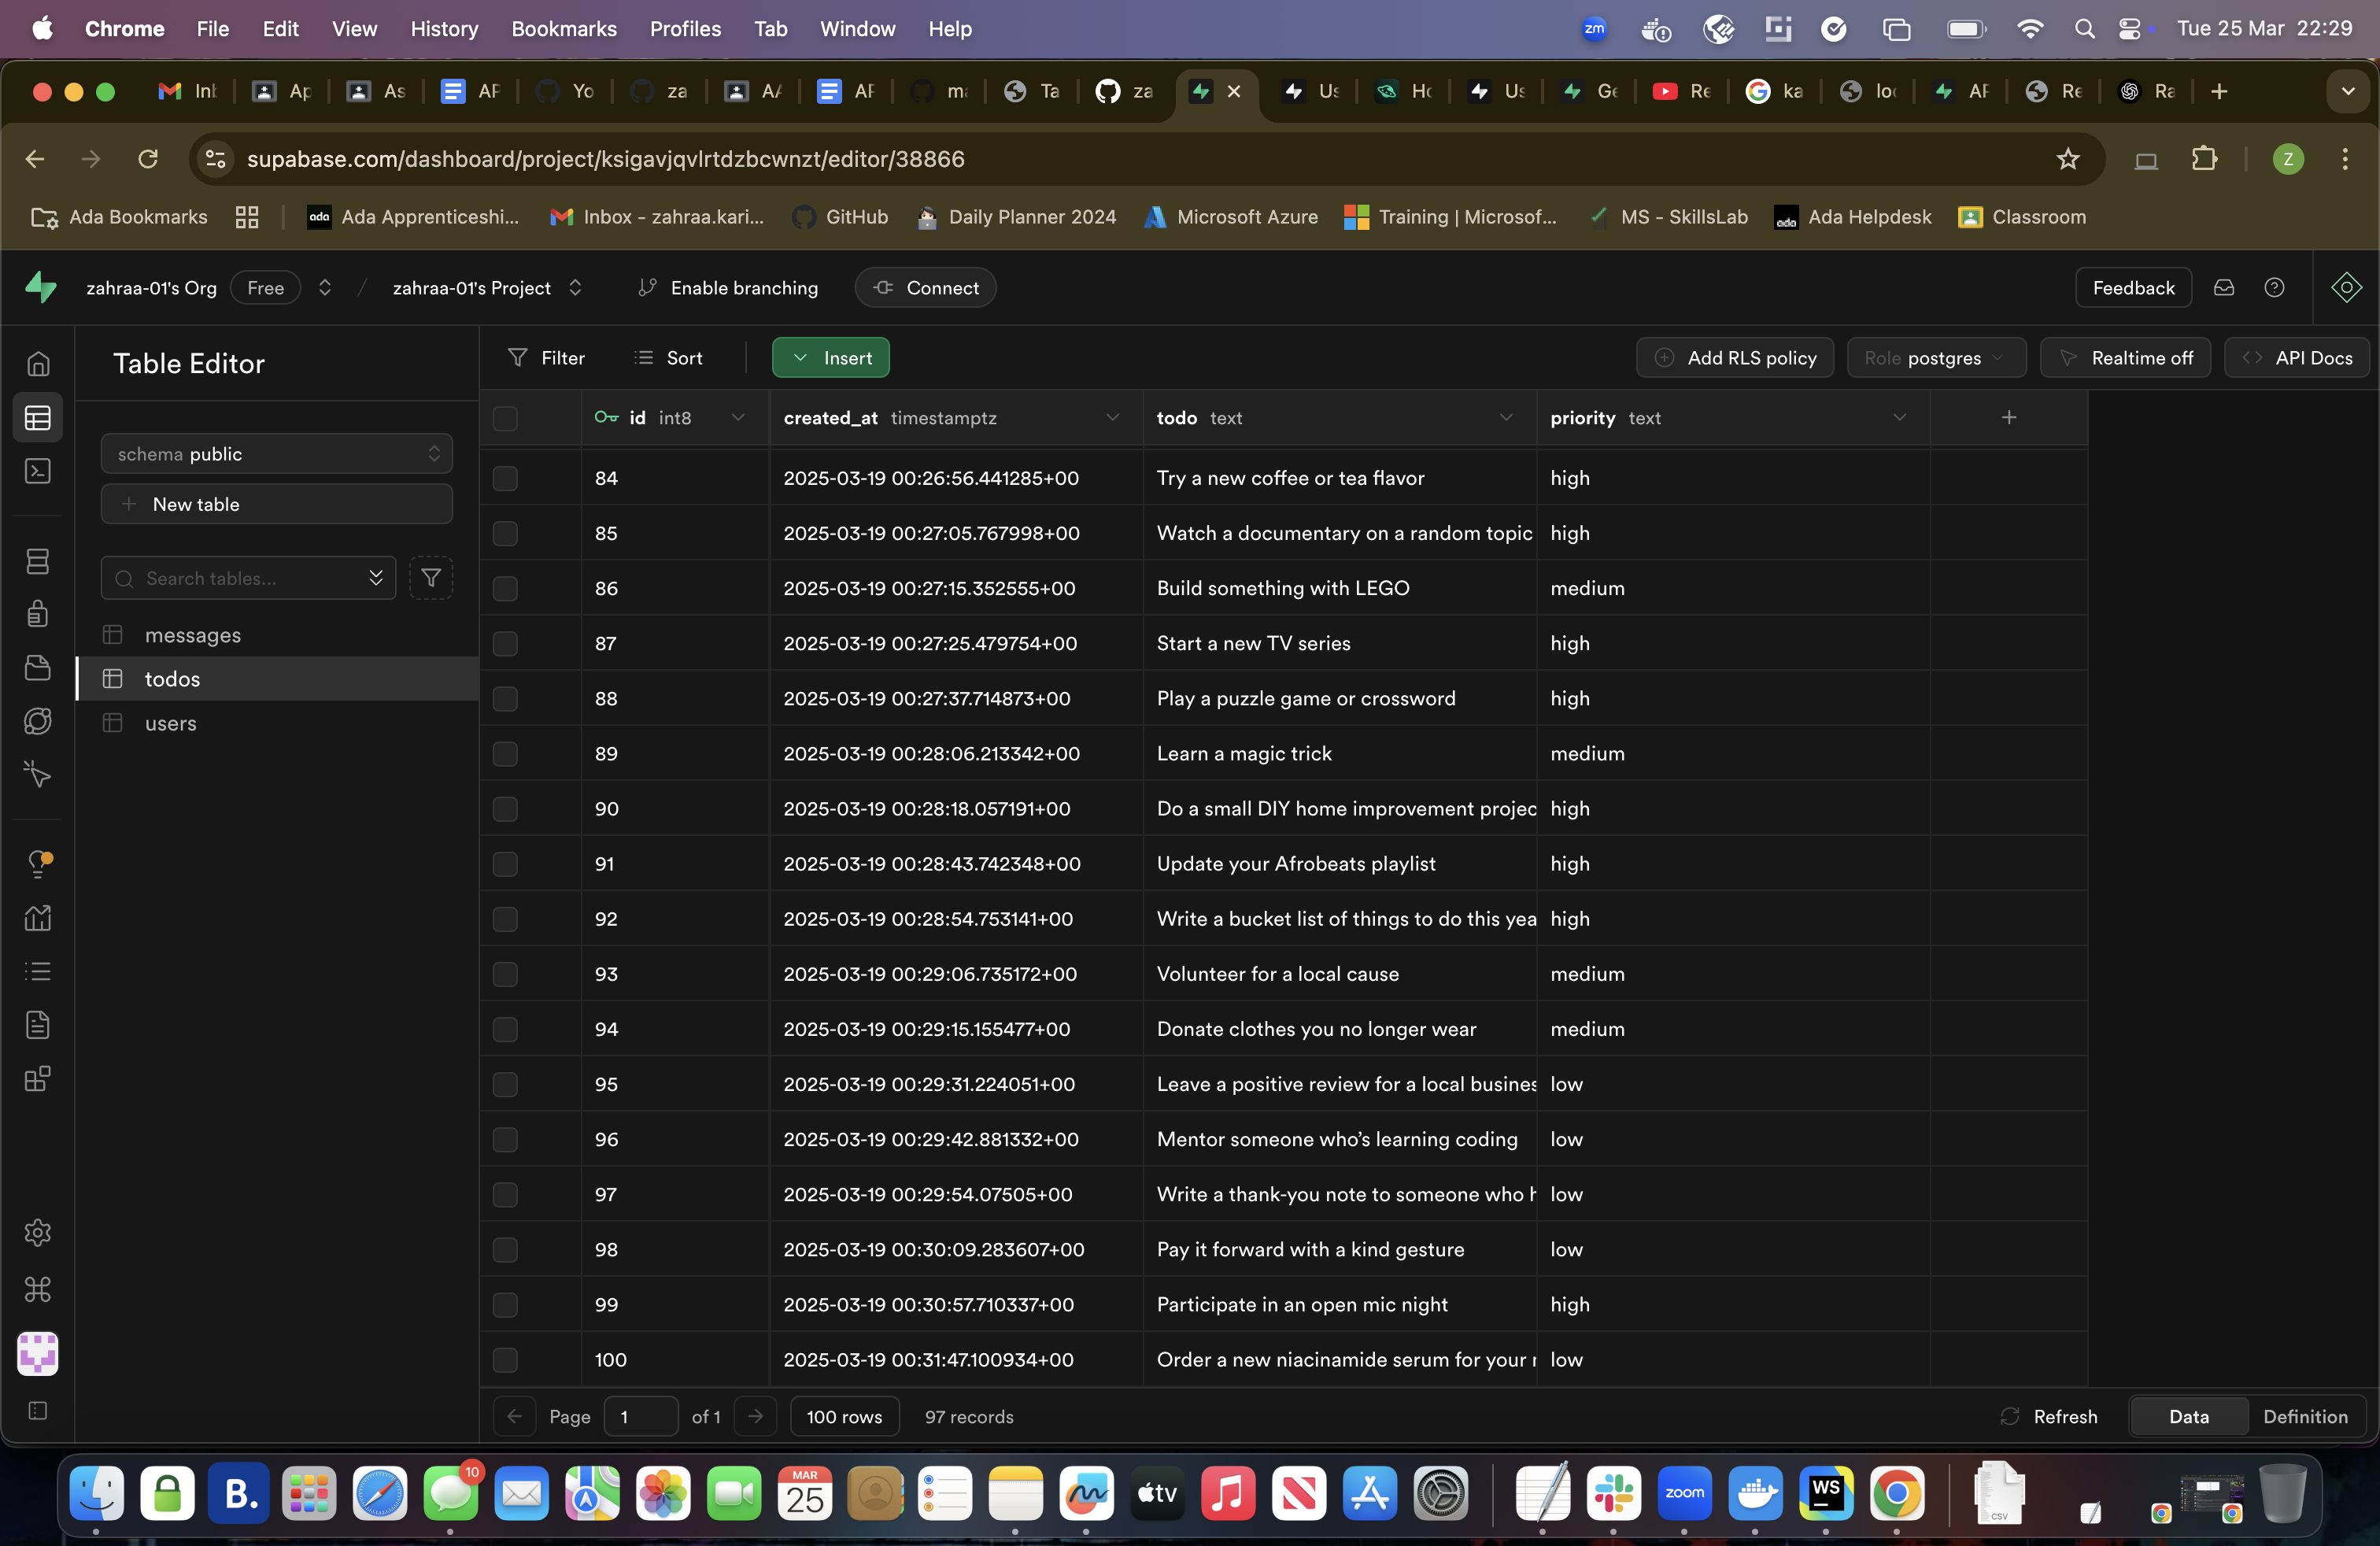 Chrome File Edit View History Bookmarks Profiles Tab Window Help zm Tue 25 Mar 22:29
Inb Ap As AF Yo za AA AF ma Ta za Us Ho Us Ge Re ka loc AF Re Ra
supabase.com/dashboard/project/ksigavjqvlrtdzbcwnzt/editor/38866 Z
Ada Bookmarks ada Ada Apprenticeshi... Inbox - zahraa.kari... GitHub Daily Planner 2024 Microsoft Azure Training | Microsof... MS - SkillsLab ada Ada Helpdesk Classroom
zahraa-01's Org Free / zahraa-01's Project Enable branching Connect Feedback
Table Editor Filter Sort Insert Add RLS policy Role postgres Realtime off API Docs
id int8 created_at timestamptz todo text priority text
schema public
New table
Search tables...
messages
todos
users
84 2025-03-19 00:26:56.441285+00 Try a new coffee or tea flavor high
85 2025-03-19 00:27:05.767998+00 Watch a documentary on a random topic high
86 2025-03-19 00:27:15.352555+00 Build something with LEGO medium
87 2025-03-19 00:27:25.479754+00 Start a new TV series high
88 2025-03-19 00:27:37.714873+00 Play a puzzle game or crossword high
89 2025-03-19 00:28:06.213342+00 Learn a magic trick medium
90 2025-03-19 00:28:18.057191+00 Do a small DIY home improvement projec high
91 2025-03-19 00:28:43.742348+00 Update your Afrobeats playlist high
92 2025-03-19 00:28:54.753141+00 Write a bucket list of things to do this yea high
93 2025-03-19 00:29:06.735172+00 Volunteer for a local cause medium
94 2025-03-19 00:29:15.155477+00 Donate clothes you no longer wear medium
95 2025-03-19 00:29:31.224051+00 Leave a positive review for a local busines low
96 2025-03-19 00:29:42.881332+00 Mentor someone who’s learning coding low
97 2025-03-19 00:29:54.07505+00 Write a thank-you note to someone who h low
98 2025-03-19 00:30:09.283607+00 Pay it forward with a kind gesture low
99 2025-03-19 00:30:57.710337+00 Participate in an open mic night high
100 2025-03-19 00:31:47.100934+00 Order a new niacinamide serum for your r low
Page 1 of 1 100 rows 97 records Refresh Data Definition
B. 10 MAR 25 tv zoom WS CSV